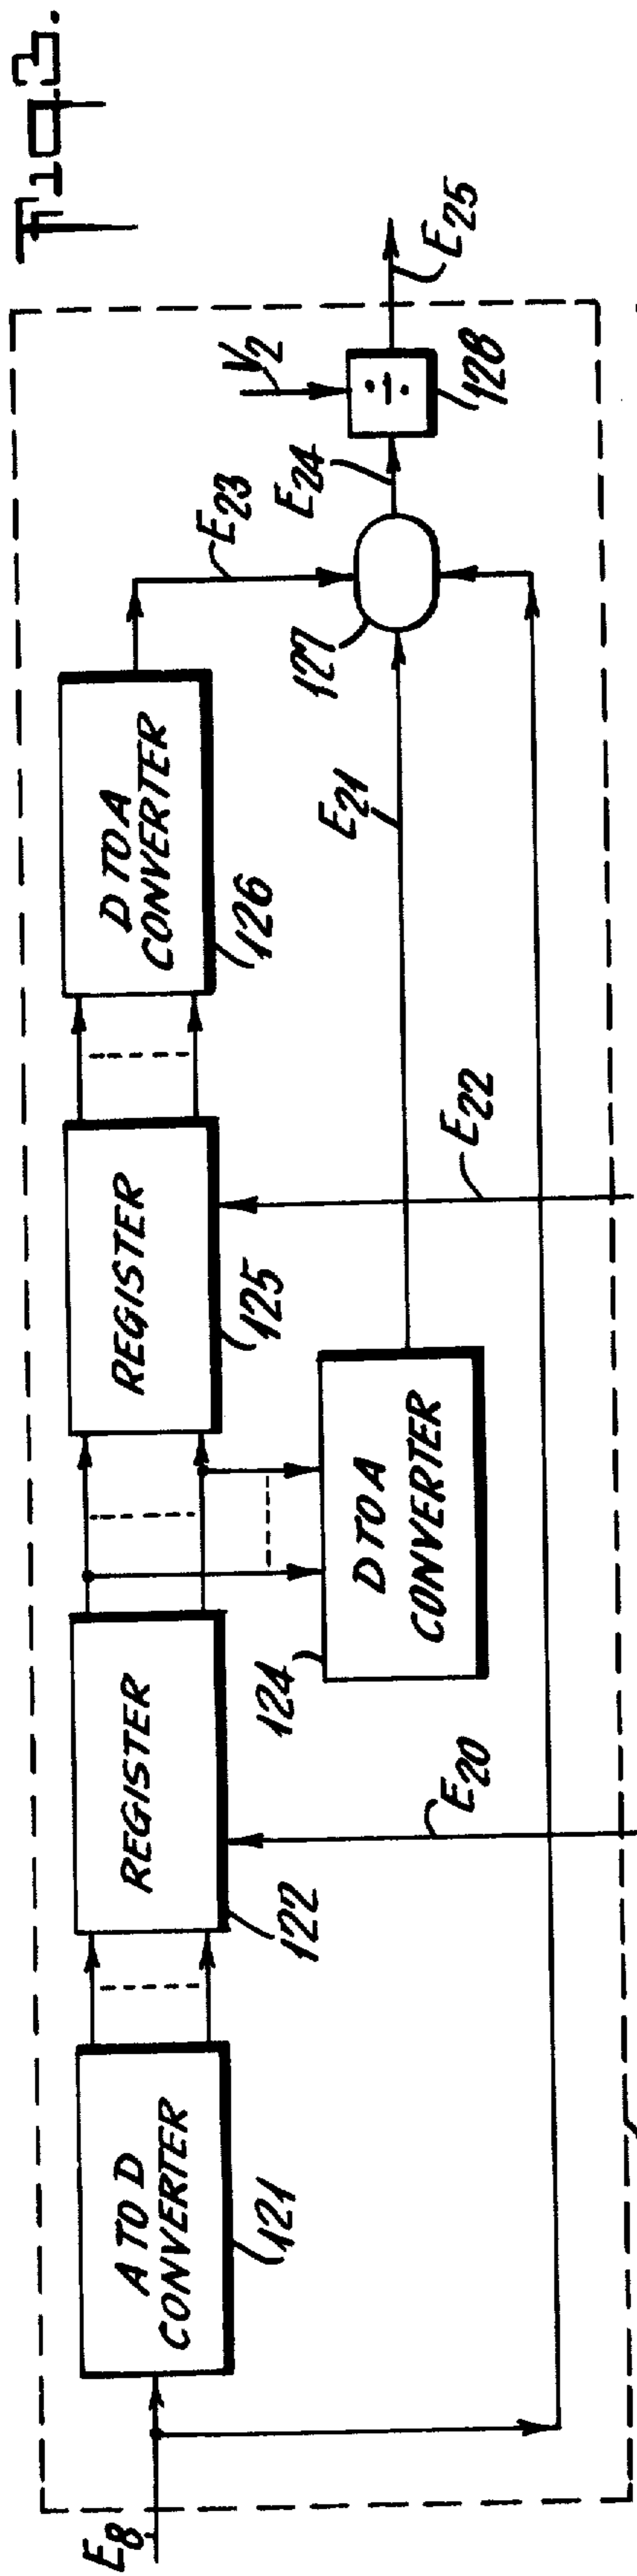 Fig. 3.
E8
A TO D
CONVERTER
121
REGISTER
122
E20
D TO A
CONVERTER
124
REGISTER
125
E22
D TO A
CONVERTER
126
E21
E23
127
E24
V2
÷
128
E25